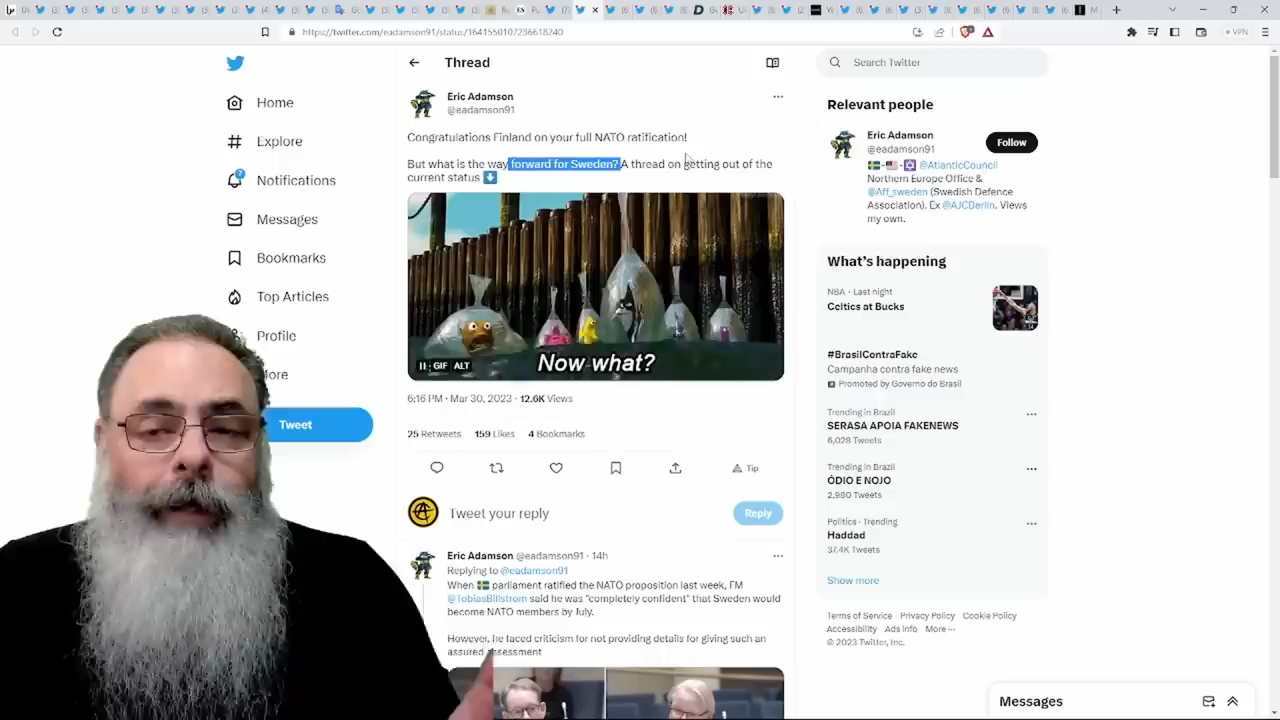 https://twitter.com/eadamson91/status/1641550107236618240
VPN
Home
Explore
7
Notifications
Messages
Bookmarks
Top Articles
Profile
More
Tweet
Thread
Eric Adamson
@eadamson91
Congratulations Finland on your full NATO ratification!
But what is the way forward for Sweden? A thread on getting out of the
current status
GIF ALT
Now what?
6:16 PM · Mar 30, 2023 · 12.6K Views
25 Retweets 159 Likes 4 Bookmarks
Tip
Tweet your reply
Reply
Eric Adamson @eadamson91 · 14h
Replying to @eadamson91
When parliament ratified the NATO proposition last week, FM
@TobiasBillstrom said he was "completely confident" that Sweden would
become NATO members by July.
However, he faced criticism for not providing details for giving such an
assured assessment
Search Twitter
Relevant people
Eric Adamson
@eadamson91
Follow
@AtlanticCouncil
Northern Europe Office &
@Aff_sweden (Swedish Defence
Association). Ex @AJCBerlin. Views
my own.
What's happening
NBA · Last night
Celtics at Bucks
#BrasilContraFake
Campanha contra fake news
Promoted by Governo do Brasil
Trending in Brazil
SERASA APOIA FAKENEWS
6,028 Tweets
Trending in Brazil
ÓDIO E NOJO
2,980 Tweets
Politics · Trending
Haddad
37.4K Tweets
Show more
Terms of Service Privacy Policy Cookie Policy
Accessibility Ads info More ···
© 2023 Twitter, Inc.
Messages